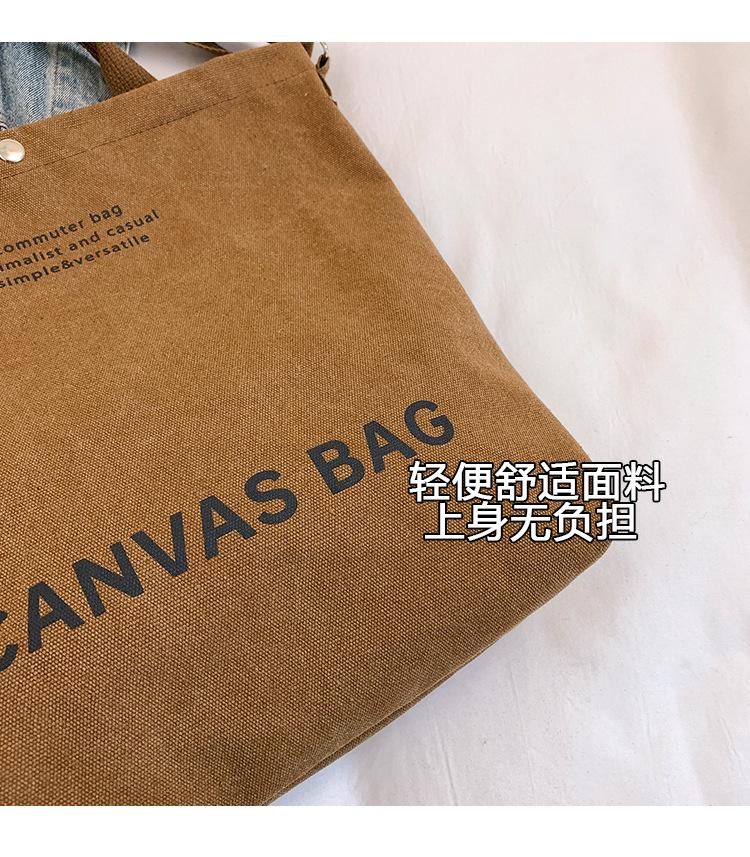 commuter bag
malist and casual
simple&versatile
CANVAS BAG
轻便舒适面料
上身无负担